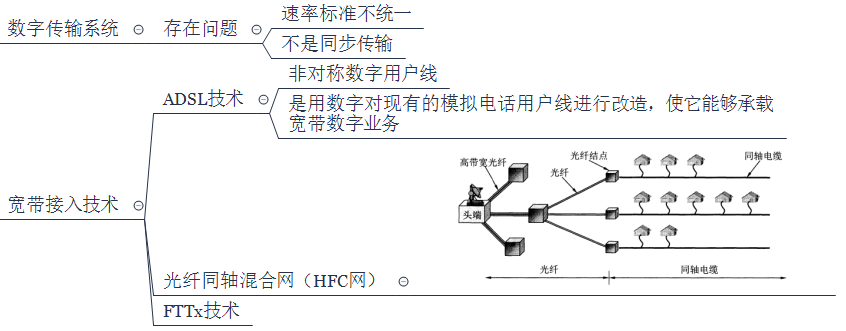 数字传输系统
存在问题
速率标准不统一
不是同步传输
宽带接入技术
ADSL技术
非对称数字用户线
是用数字对现有的模拟电话用户线进行改造，使它能够承载
宽带数字业务
光纤同轴混合网（HFC网）
高带宽光纤
头端
光纤
光纤结点
同轴电缆
光纤
同轴电缆
FTTx技术